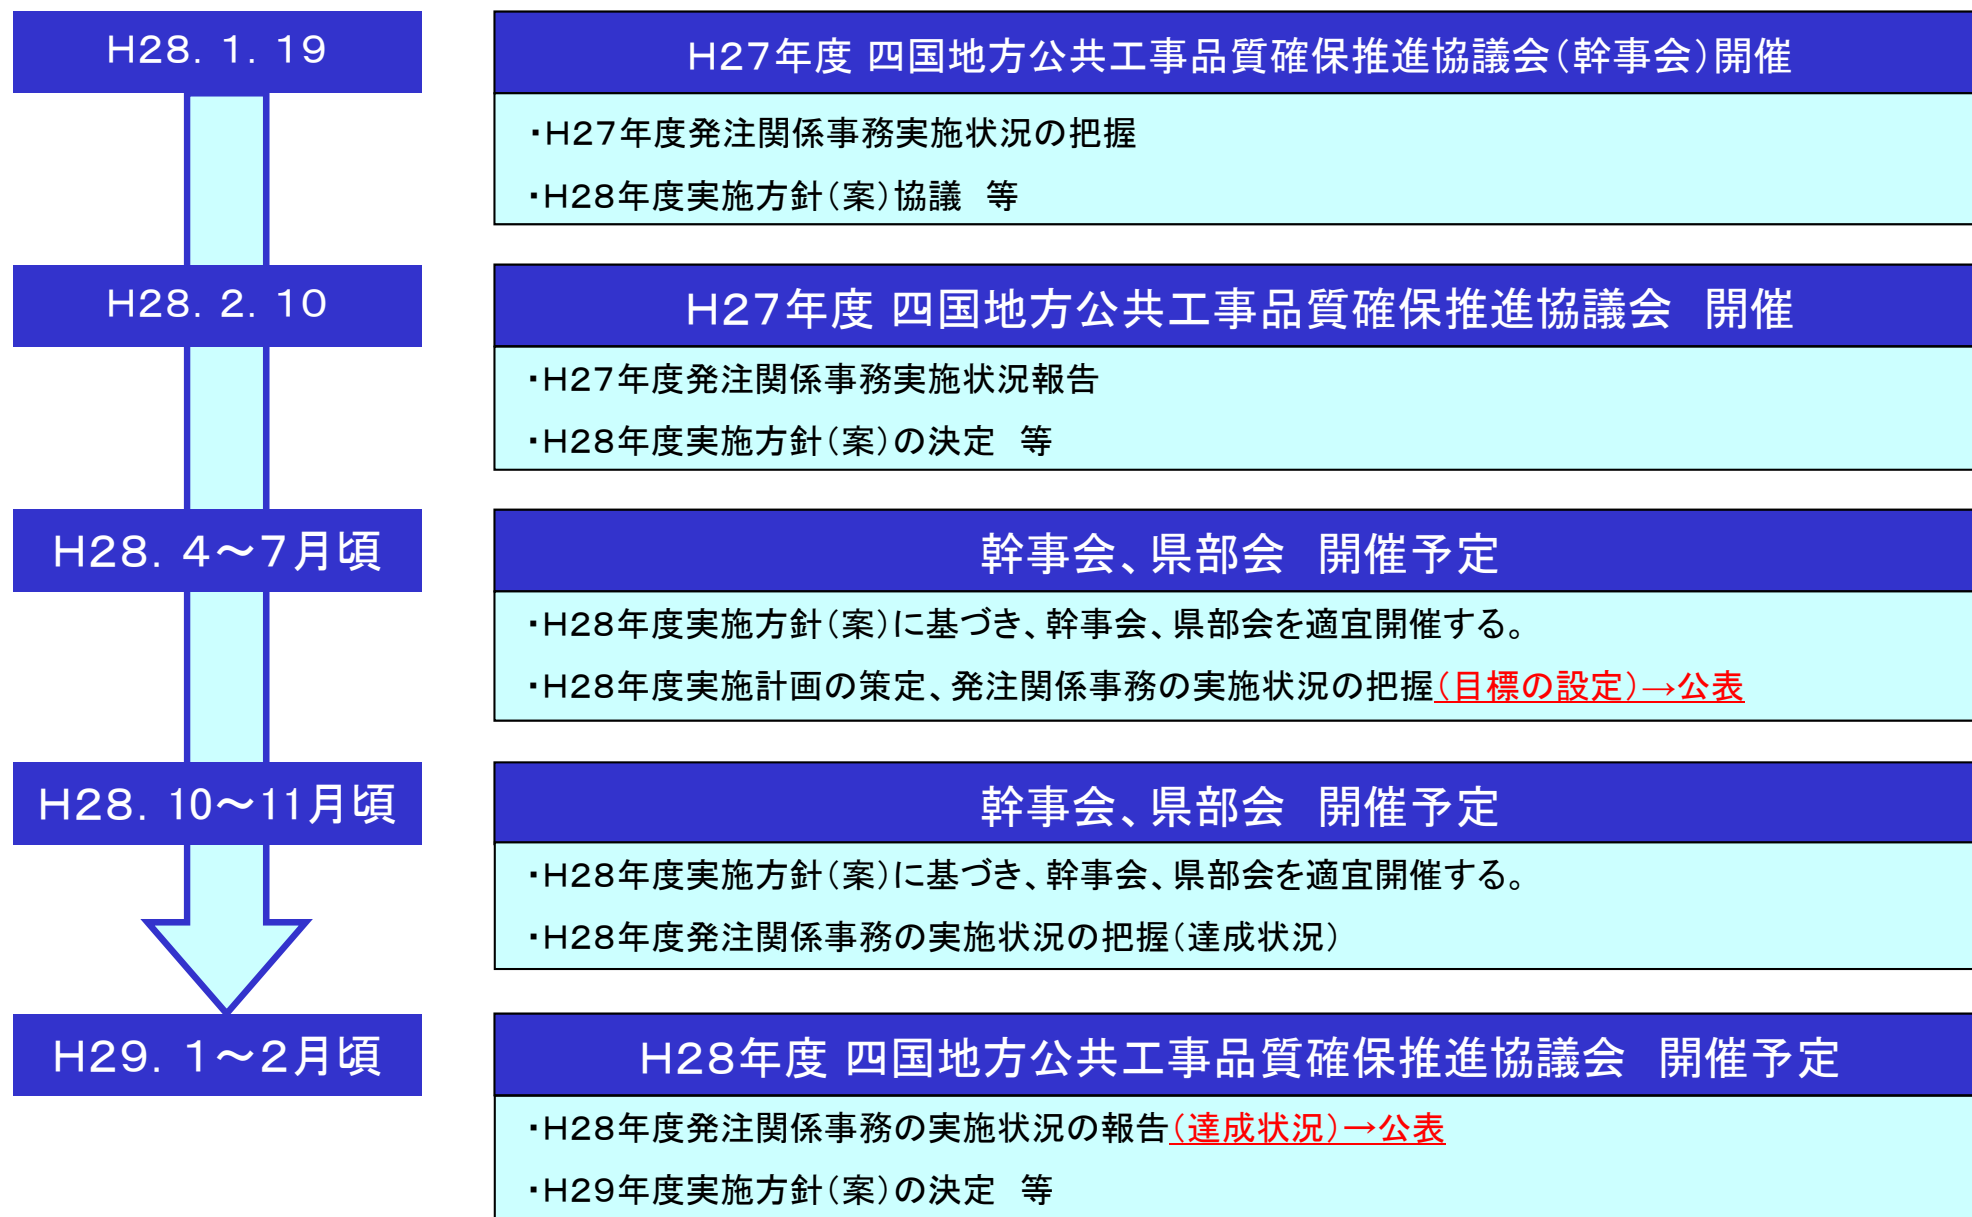 H28. 1. 19
H27年度 四国地方公共工事品質確保推進協議会(幹事会)開催
・H27年度発注関係事務実施状況の把握
・H28年度実施方針(案)協議　等
H28. 2. 10
H27年度 四国地方公共工事品質確保推進協議会　開催
・H27年度発注関係事務実施状況報告
・H28年度実施方針(案)の決定　等
H28. 4～7月頃
幹事会、県部会　開催予定
・H28年度実施方針(案)に基づき、幹事会、県部会を適宜開催する。
・H28年度実施計画の策定、発注関係事務の実施状況の把握(目標の設定)→公表
H28. 10～11月頃
幹事会、県部会　開催予定
・H28年度実施方針(案)に基づき、幹事会、県部会を適宜開催する。
・H28年度発注関係事務の実施状況の把握(達成状況)
H29. 1～2月頃
H28年度 四国地方公共工事品質確保推進協議会　開催予定
・H28年度発注関係事務の実施状況の報告(達成状況)→公表
・H29年度実施方針(案)の決定　等